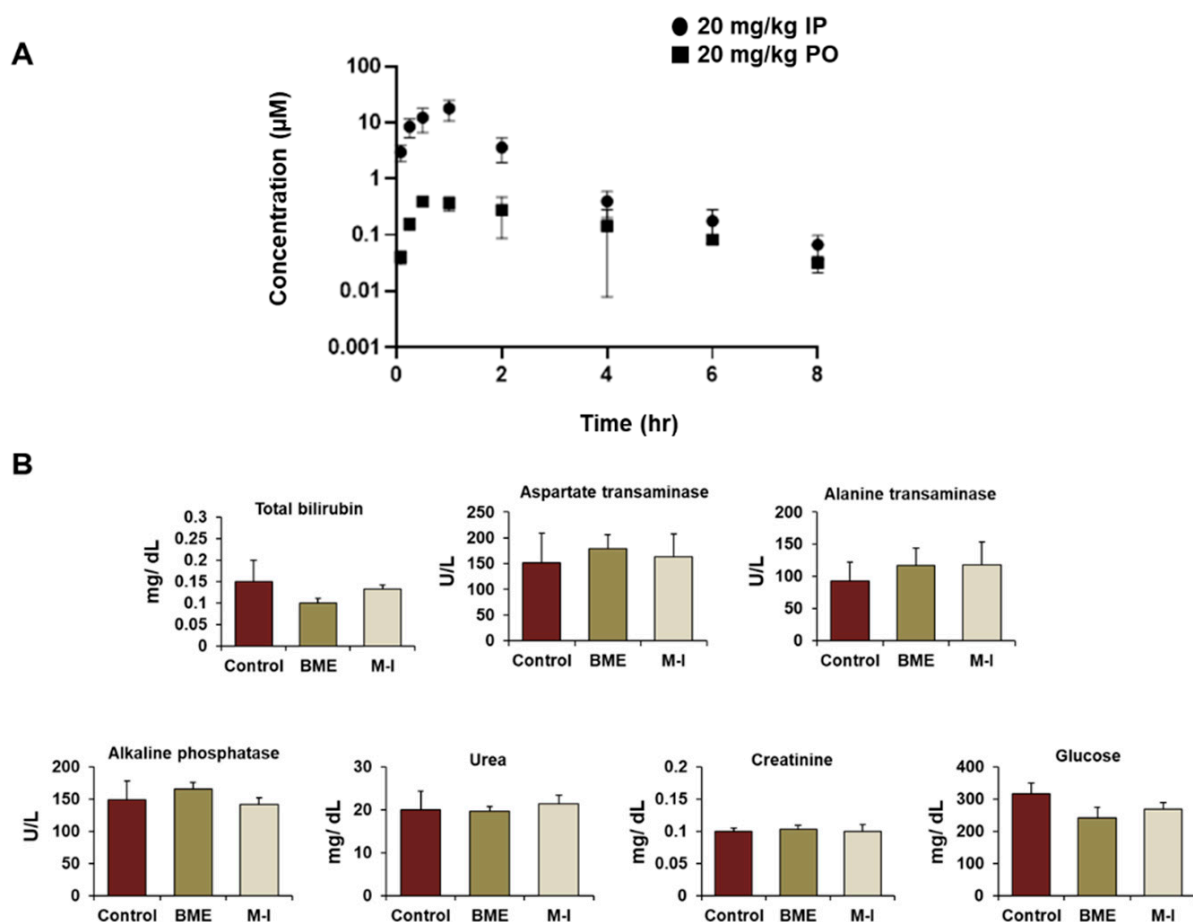 A
20 mg/kg IP
20 mg/kg PO
100
10
1
0.1
0.01
0.001
Concentration (µM)
0 2 4 6 8
Time (hr)
B
Total bilirubin
0.3
0.25
0.2
0.15
0.1
0.05
0
mg/ dL
Control BME M-I
Aspartate transaminase
250
200
150
100
50
0
U/L
Control BME M-I
Alanine transaminase
200
150
100
50
0
U/L
Control BME M-I
Alkaline phosphatase
200
150
100
50
0
U/L
Control BME M-I
Urea
30
20
10
0
mg/ dL
Control BME M-I
Creatinine
0.2
0.15
0.1
0.05
0
mg/ dL
Control BME M-I
Glucose
400
300
200
100
0
mg/ dL
Control BME M-I